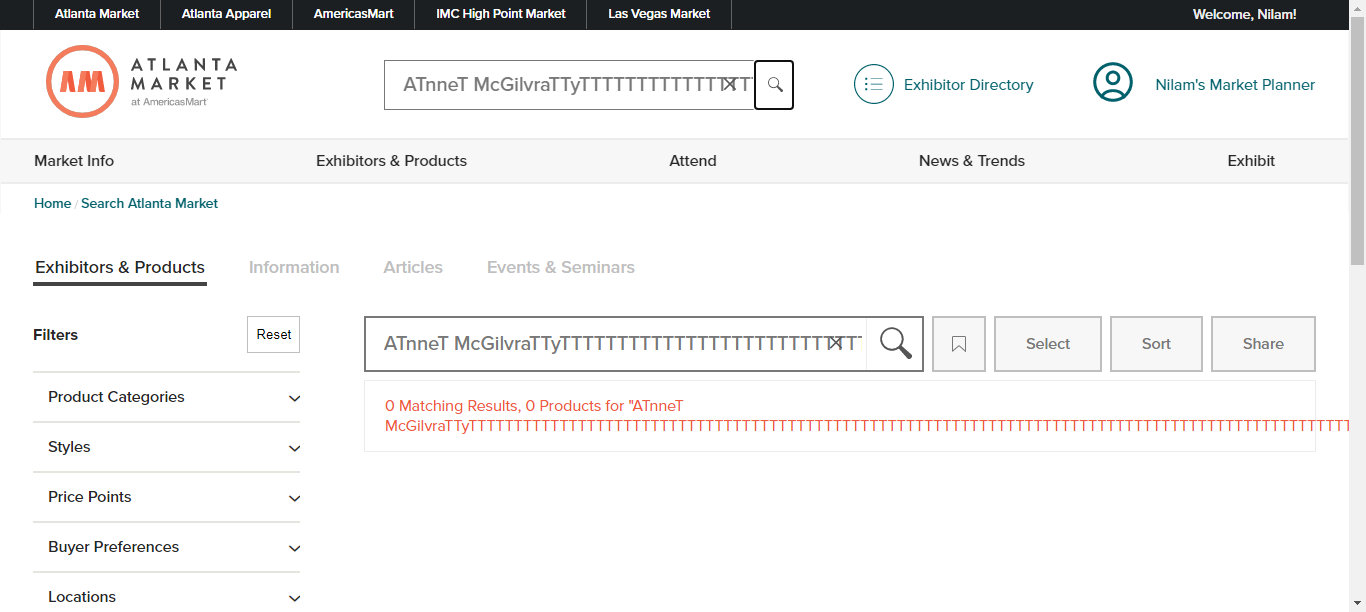 Atlanta Market Atlanta Apparel AmericasMart IMC High Point Market Las Vegas Market Welcome, Nilam!
AM ATLANTA MARKET at AmericasMart
ATnneT McGilvraTTyTTTTTTTTTTTTTTT
Exhibitor Directory
Nilam's Market Planner
Market Info Exhibitors & Products Attend News & Trends Exhibit
Home / Search Atlanta Market
Exhibitors & Products Information Articles Events & Seminars
Filters Reset
Product Categories
Styles
Price Points
Buyer Preferences
Locations
Select Sort Share
0 Matching Results, 0 Products for "ATnneT